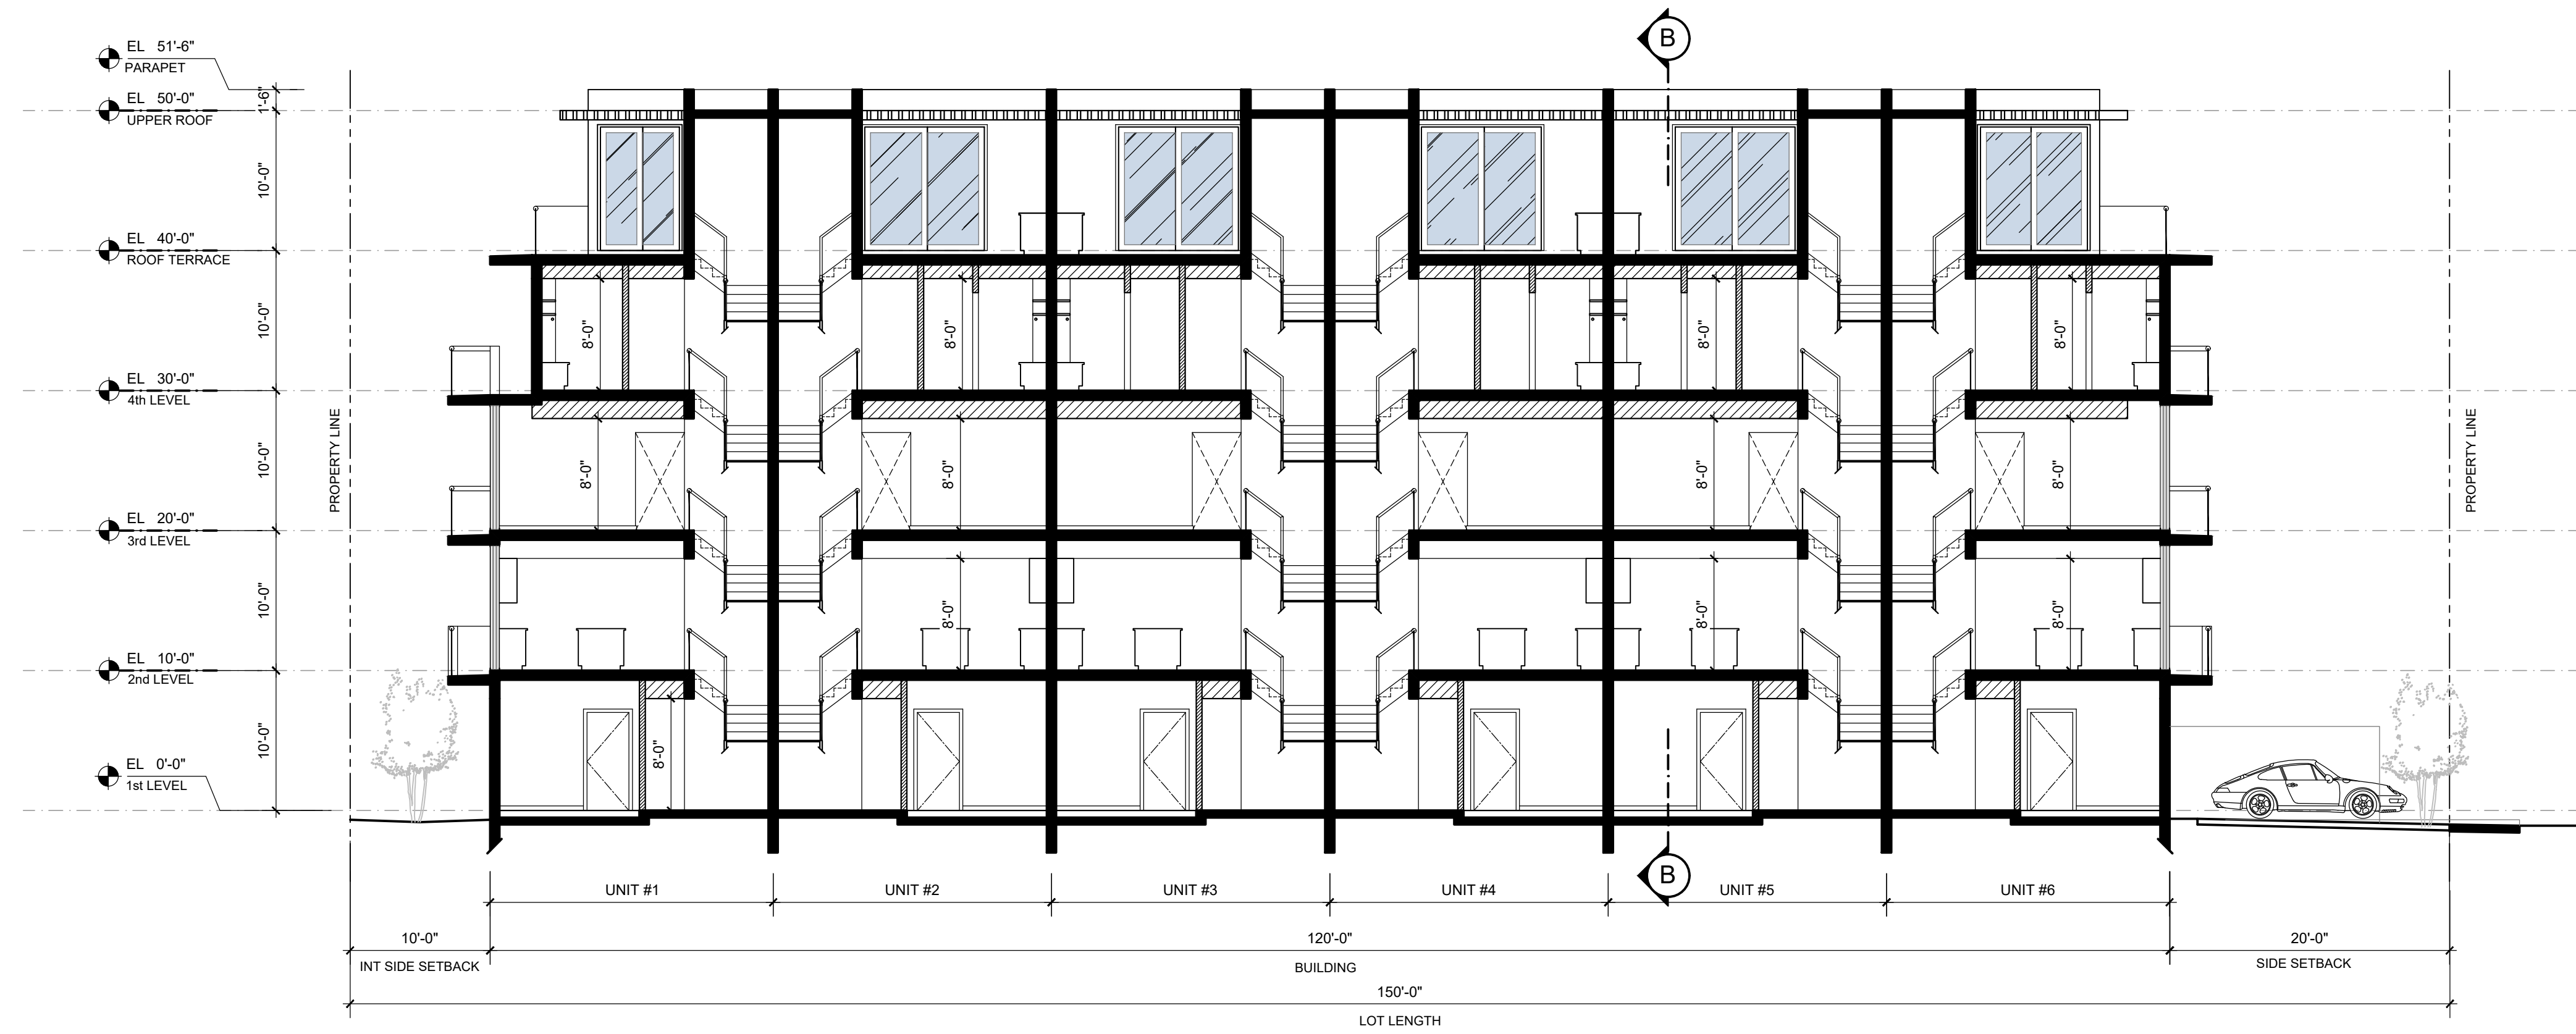 B
EL 51'-6"
PARAPET
1'-6"
EL 50'-0"
UPPER ROOF
10'-0"
EL 40'-0"
ROOF TERRACE
10'-0"
8'-0"
8'-0"
8'-0"
8'-0"
EL 30'-0"
4th LEVEL
PROPERTY LINE
PROPERTY LINE
10'-0"
8'-0"
8'-0"
8'-0"
8'-0"
EL 20'-0"
3rd LEVEL
10'-0"
8'-0"
8'-0"
8'-0"
EL 10'-0"
2nd LEVEL
10'-0"
8'-0"
EL 0'-0"
1st LEVEL
B
UNIT #1
UNIT #2
UNIT #3
UNIT #4
UNIT #5
UNIT #6
10'-0"
120'-0"
20'-0"
INT SIDE SETBACK
BUILDING
SIDE SETBACK
150'-0"
LOT LENGTH